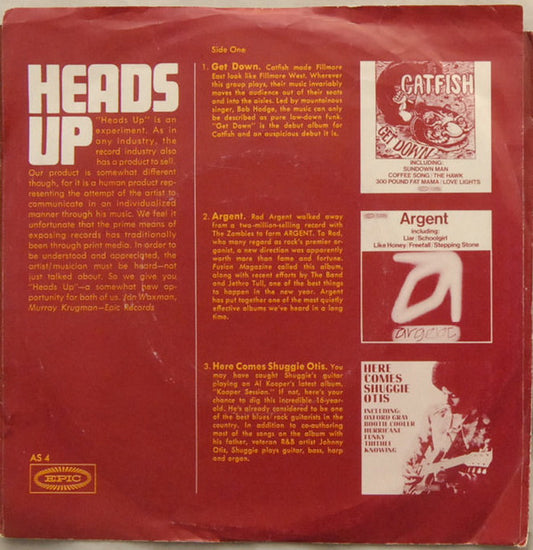 HEADS
UP
"Heads Up" is an
experiment. As in
any industry, the
record industry also
has a product to sell.
Our product is somewhat different
though, for it is a human product rep-
resenting the attempt of the artist to
communicate in an individualized
manner through his music. We feel it
unfortunate that the prime means of
exposing records has traditionally
been through print media. In order to
be understood and appreciated, the
artist/musician must be heard—not
just talked about. So we give you
"Heads Up"—a somewhat new op-
portunity for both of us. Jan Waxman,
Murray Krugman—Epic Records
AS 4
EPIC
Side One
1. Get Down. Catfish made Fillmore
East look like Fillmore West. Wherever
this group plays, their music invariably
moves the audience out of their seats
and into the aisles. Led by mountainous
singer, Bob Hodge, the music can only
be described as pure low-down funk.
"Get Down" is the debut album for
Catfish and an auspicious debut it is.
2. Argent. Rod Argent walked away
from a two-million-selling record with
The Zombies to form ARGENT. To Rod,
who many regard as rock's premier or-
ganist, a new direction was apparently
worth more than fame and fortune.
Fusion Magazine called this album,
along with recent efforts by The Band
and Jethro Tull, one of the best things
to happen in the new year. Argent
has put together one of the most quietly
effective albums we've heard in a long
time.
3. Here Comes Shuggie Otis. You
may have caught Shuggie's guitar
playing on Al Kooper's latest album,
"Kooper Session." If not, here's your
chance to dig this incredible 16-year-
old. He's already considered to be one
of the best blues/rock guitarists in the
country. In addition to co-authoring
most of the songs on the album with
his father, veteran R&B artist Johnny
Otis, Shuggie plays guitar, bass, harp
and organ.
CATFISH
GET DOWN
INCLUDING:
SUNDOWN MAN
COFFEE SONG/THE HAWK
300 POUND FAT MAMA/LOVE LIGHTS
Argent
including:
Liar/Schoolgirl
Like Honey/Freefall/Stepping Stone
a
argent
HERE
COMES
SHUGGIE
OTIS
INCLUDING:
OXFORD GRAY
BOOTIE COOLER
HURRICANE
FUNKY
THITHEE
KNOWING